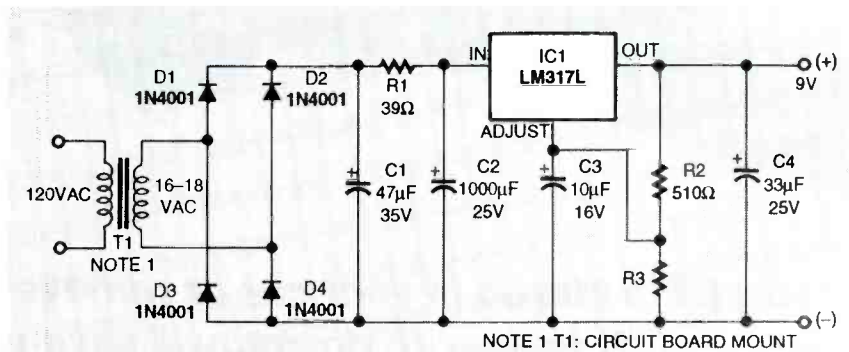 D1
1N4001
D2
1N4001
R1
39Ω
IN
IC1
LM317L
OUT
ADJUST
(+)
9V
120VAC
16–18
VAC
T1
NOTE 1
C1
47µF
35V
C2
1000µF
25V
C3
10µF
16V
R2
510Ω
C4
33µF
25V
R3
D3
1N4001
D4
1N4001
(–)
NOTE 1 T1: CIRCUIT BOARD MOUNT